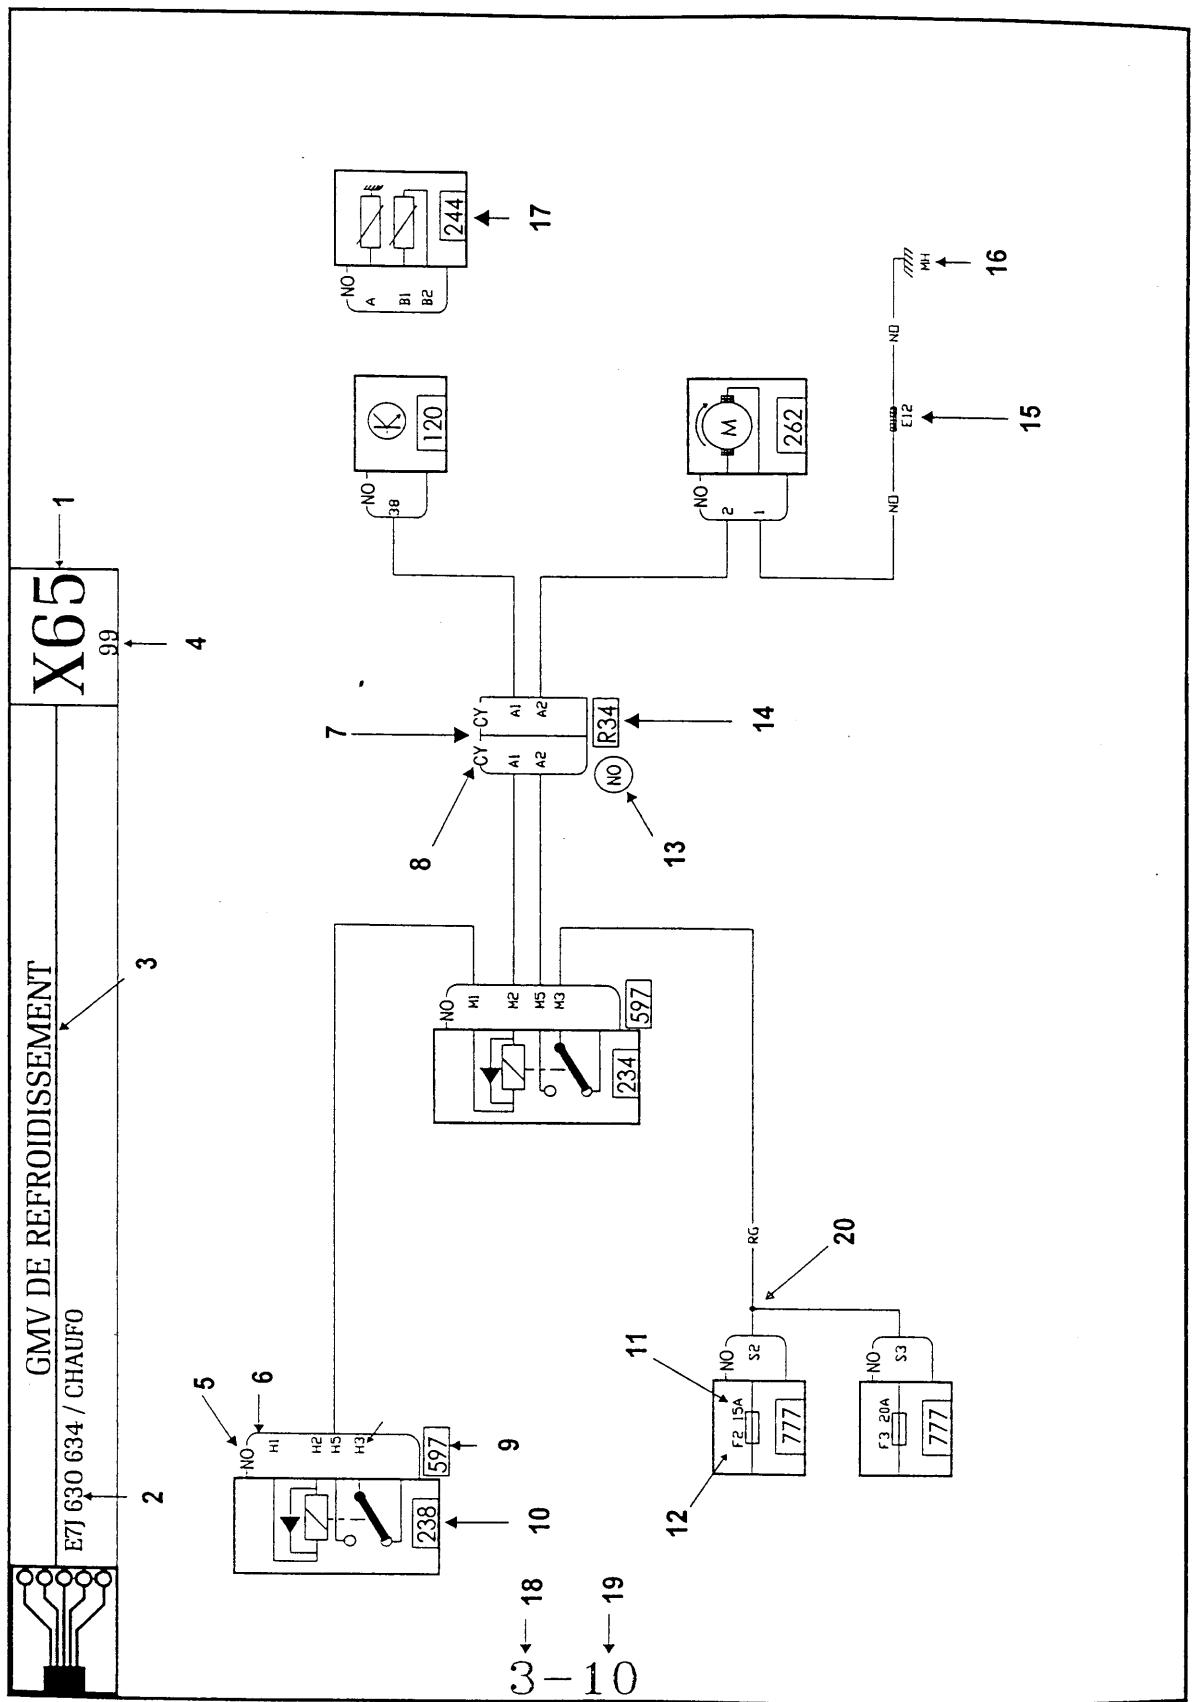 GMV DE REFROIDISSEMENT
E7J 630 634 / CHAUFO
X65
99
1
2
3
4
5
NO
6
H1
H2
H5
H3
597
9
238
10
7
8
CY
CY
A1
A1
A2
A2
R34
14
NO
13
NO
M1
M2
M5
M3
597
234
NO
38
K
120
NO
A
B1
B2
244
17
NO
2
1
M
262
NO
E12
15
NO
MH
16
RG
20
11
NO
S2
F2 15A
12
777
NO
S3
F3 20A
777
3-10
18
19